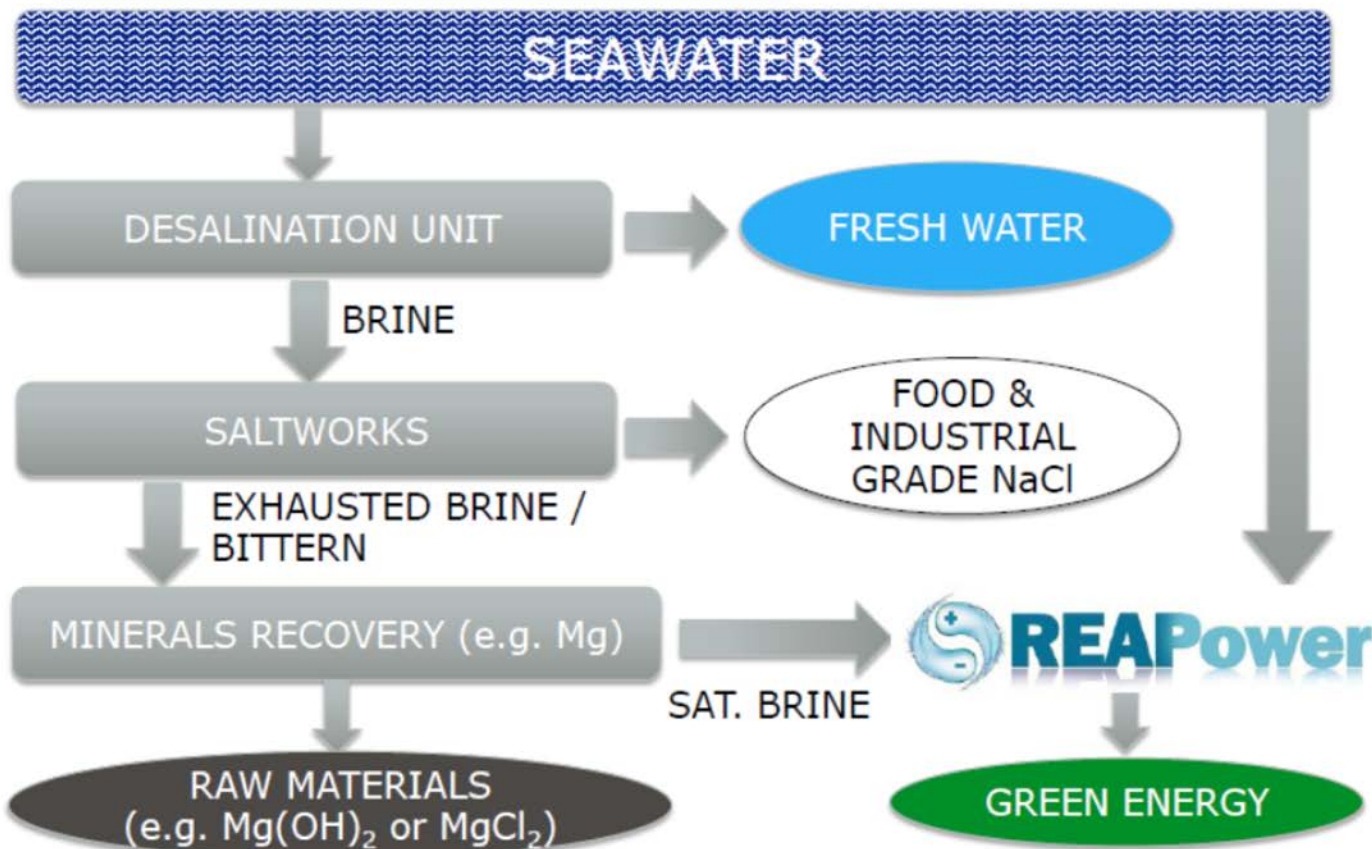 SEAWATER
DESALINATION UNIT
FRESH WATER
BRINE
SALTWORKS
FOOD &
INDUSTRIAL
GRADE NaCl
EXHAUSTED BRINE /
BITTERN
MINERALS RECOVERY (e.g. Mg)
REAPower
SAT. BRINE
RAW MATERIALS
(e.g. Mg(OH)₂ or MgCl₂)
GREEN ENERGY